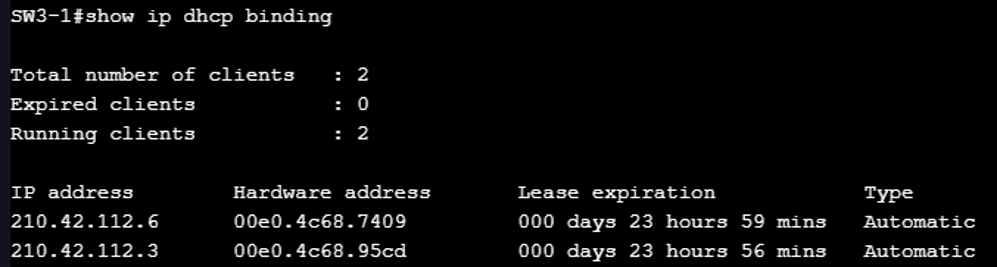 SW3-1#show ip dhcp binding
Total number of clients   : 2
Expired clients           : 0
Running clients           : 2
IP address       Hardware address       Lease expiration            Type
210.42.112.6     00e0.4c68.7409         000 days 23 hours 59 mins   Automatic
210.42.112.3     00e0.4c68.95cd         000 days 23 hours 56 mins   Automatic